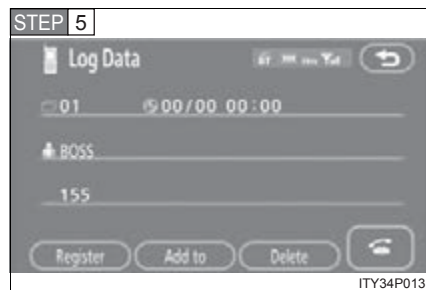 STEP 5
Log Data
01 00/00 00:00
BOSS
155
Register Add to Delete
ITY34P013